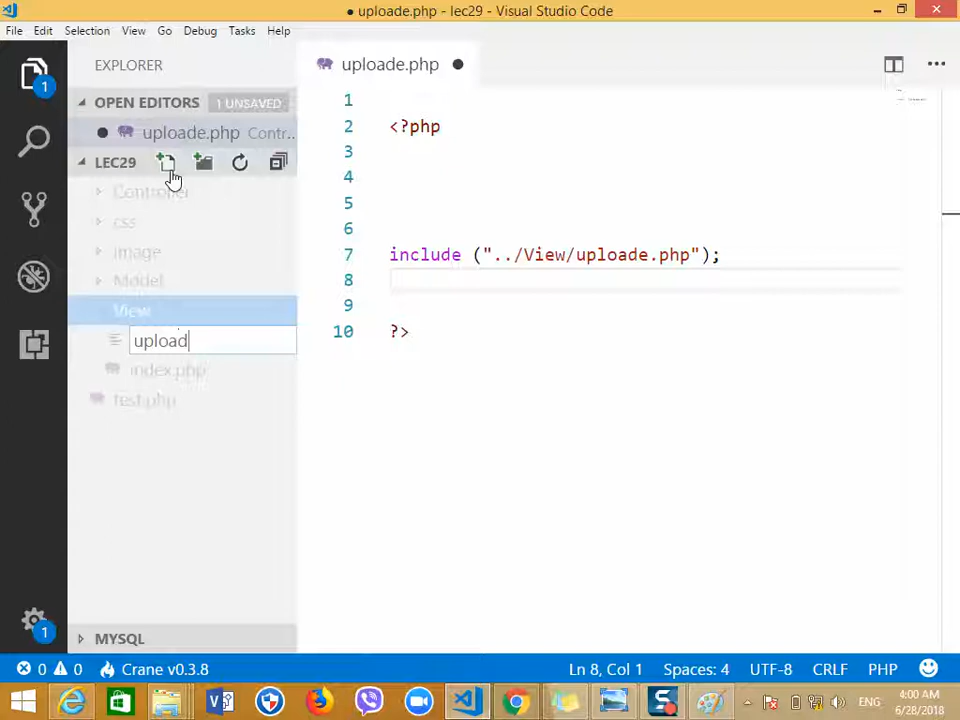 ● uploade.php - lec29 - Visual Studio Code
File Edit Selection View Go Debug Tasks Help
EXPLORER
uploade.php ●
OPEN EDITORS 1 UNSAVED
● uploade.php Contr...
LEC29
Controller
css
image
Model
View
upload
index.php
test.php
MYSQL
1
2 <?php
3
4
5
6
7 include ("../View/uploade.php");
8
9
10 ?>
1
1
0 0 Crane v0.3.8 Ln 8, Col 1 Spaces: 4 UTF-8 CRLF PHP
ENG 4:00 AM
6/28/2018